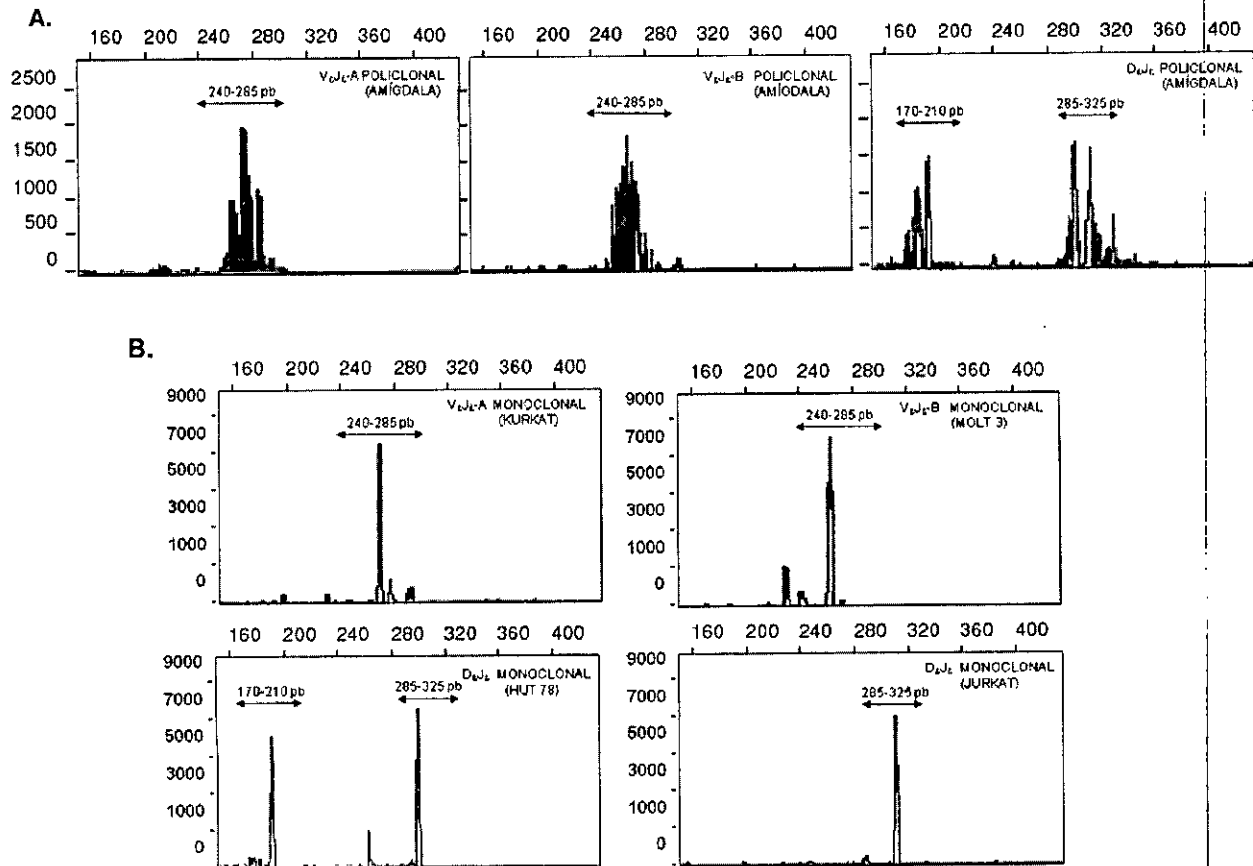 A.
160 200 240 280 320 360 400
160 200 240 280 320 360 400
160 200 240 280 320 360 400
2500
2000
1500
1000
500
0
V J -A POLICLONAL
(AMÍGDALA)
240-285 pb
V J -B POLICLONAL
(AMÍGDALA)
240-285 pb
D J POLICLONAL
(AMÍGDALA)
170-210 pb
285-325 pb
B.
160 200 240 280 320 360 400
9000
7000
5000
3000
1000
0
V J -A MONOCLONAL
(KURKAT)
240-285 pb
160 200 240 280 320 360 400
9000
7000
5000
3000
1000
0
V J -B MONOCLONAL
(MOLT 3)
240-285 pb
160 200 240 280 320 360 400
9000
7000
5000
3000
1000
0
D J MONOCLONAL
(HUT 78)
170-210 pb
285-325 pb
160 200 240 280 320 360 400
9000
7000
5000
3000
1000
0
D J MONOCLONAL
(JURKAT)
285-325 pb